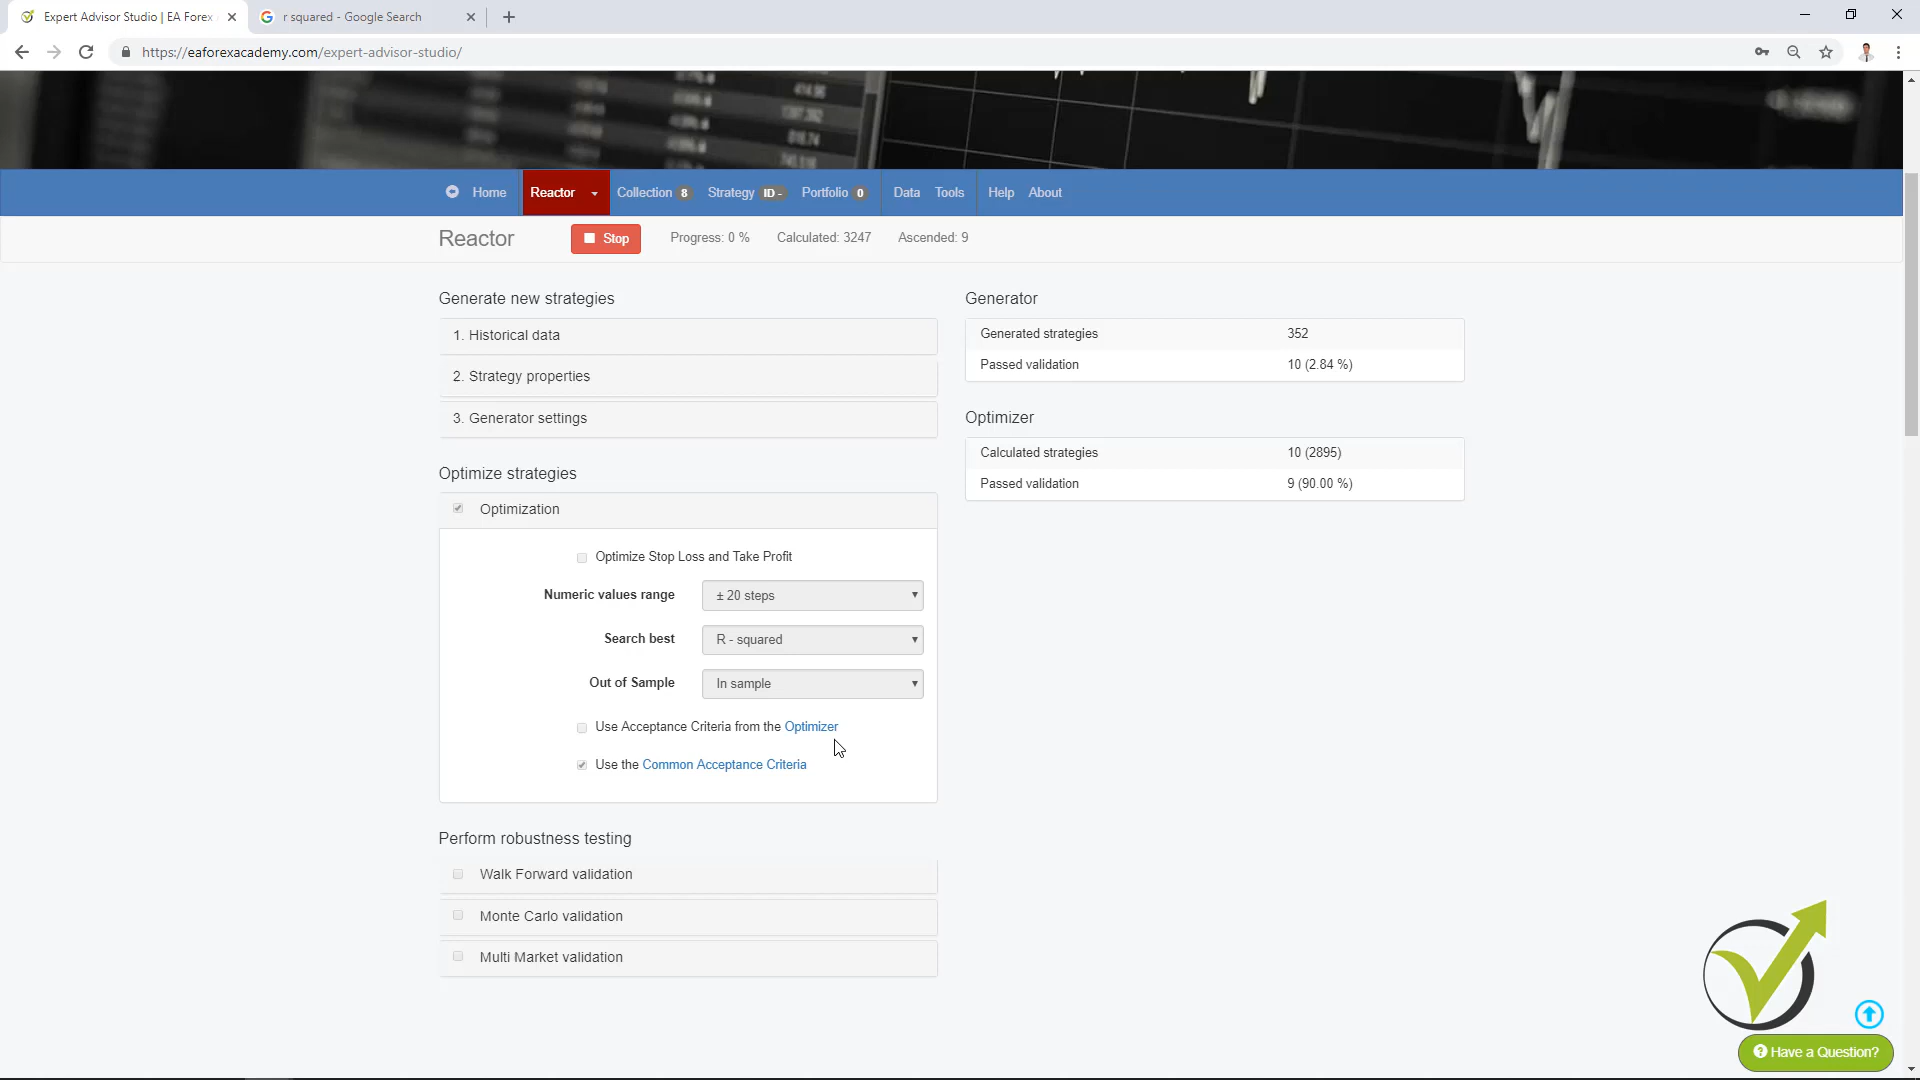 Expert Advisor Studio | EA Forex
r squared - Google Search
https://eaforexacademy.com/expert-advisor-studio/
Home
Reactor
Collection 8
Strategy ID -
Portfolio 0
Data
Tools
Help
About
Reactor
Stop
Progress: 0 %
Calculated: 3247
Ascended: 9
Generate new strategies
1. Historical data
2. Strategy properties
3. Generator settings
Optimize strategies
Optimization
Optimize Stop Loss and Take Profit
Numeric values range ± 20 steps
Search best R - squared
Out of Sample In sample
Use Acceptance Criteria from the Optimizer
Use the Common Acceptance Criteria
Perform robustness testing
Walk Forward validation
Monte Carlo validation
Multi Market validation
Generator
Generated strategies 352
Passed validation 10 (2.84 %)
Optimizer
Calculated strategies 10 (2895)
Passed validation 9 (90.00 %)
Have a Question?